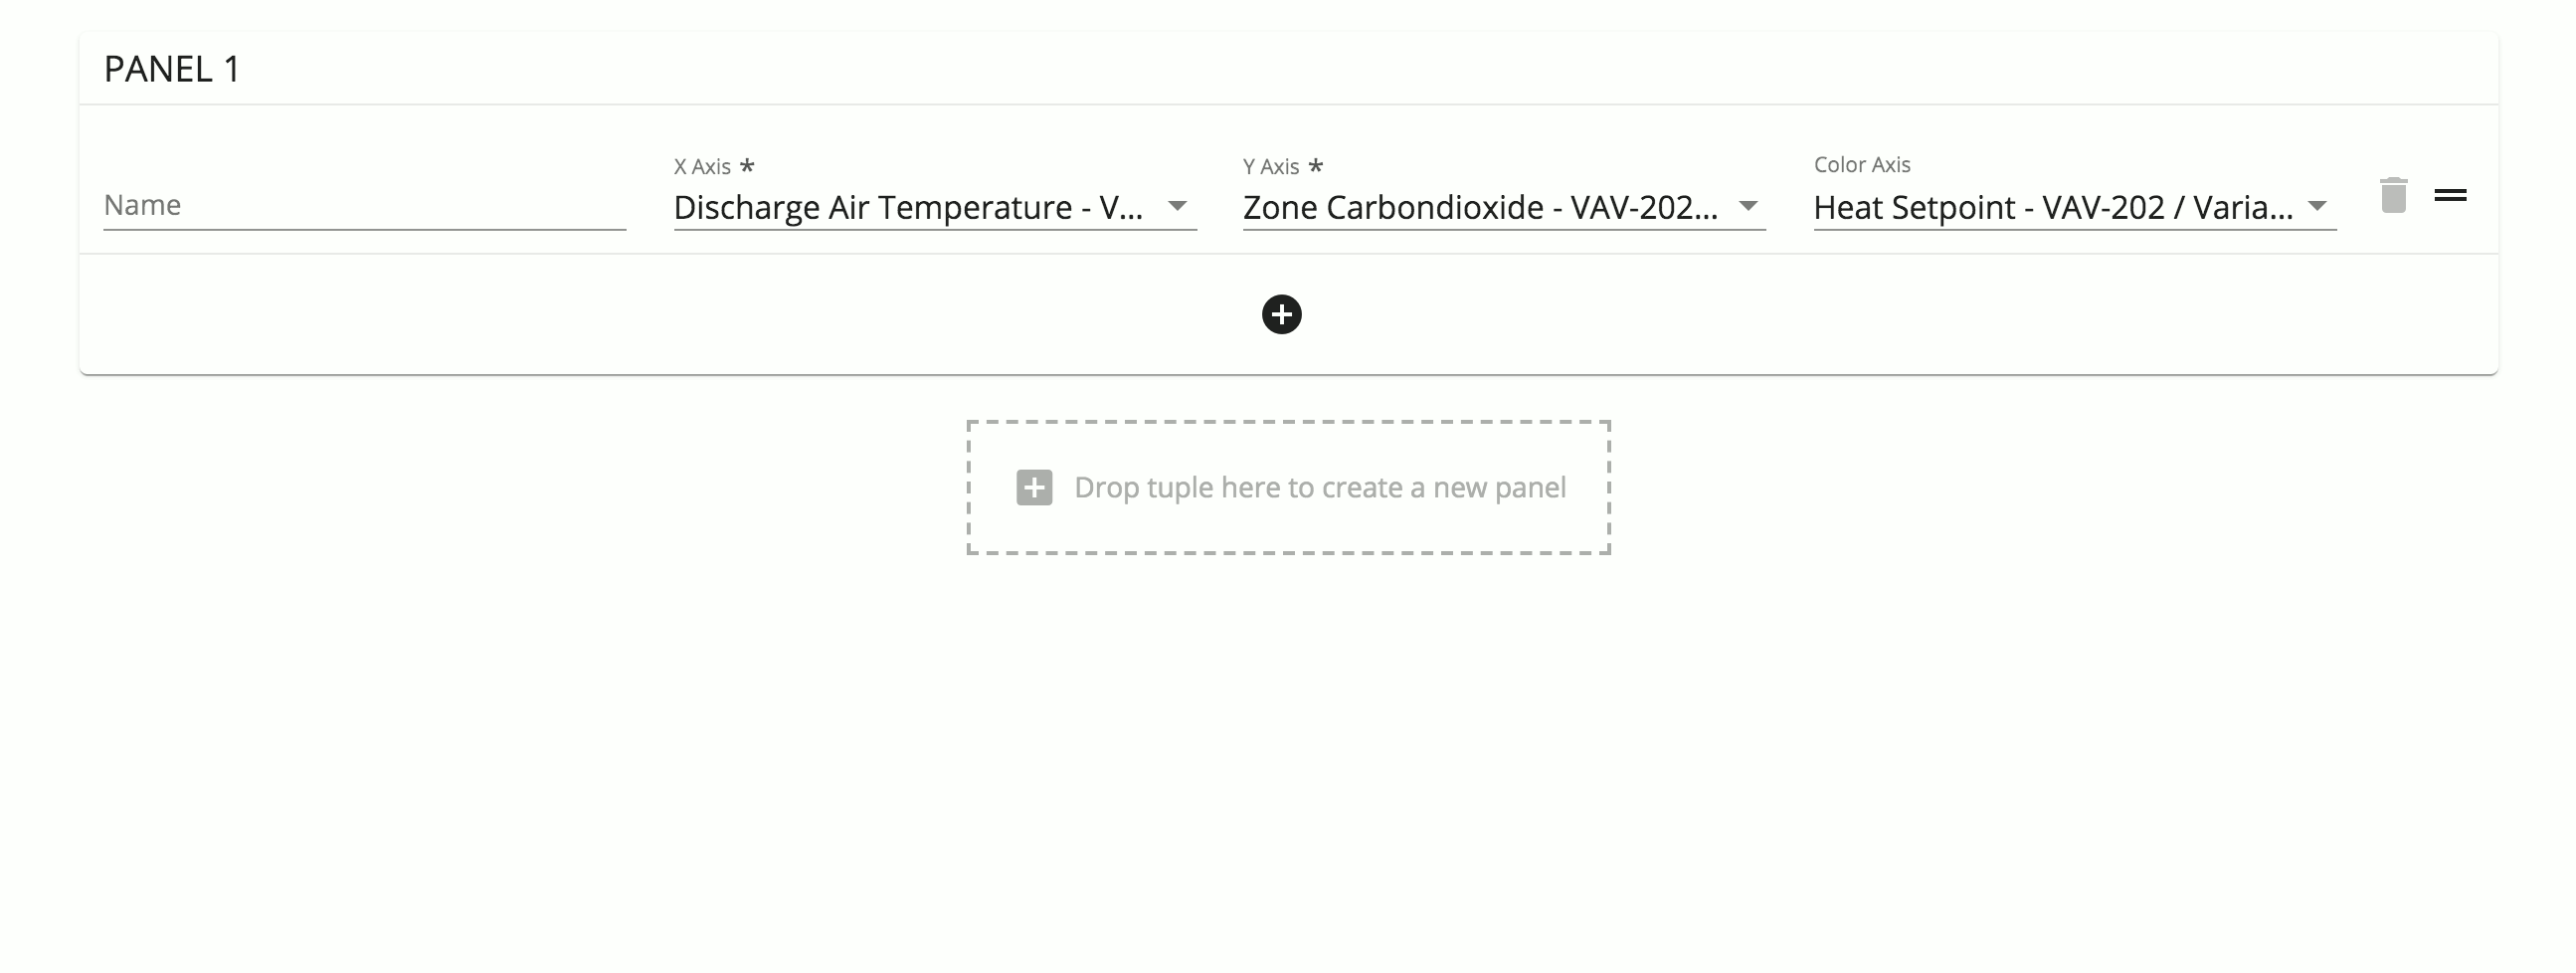 PANEL 1
Name
X Axis *
Discharge Air Temperature - V...
Y Axis *
Zone Carbondioxide - VAV-202...
Color Axis
Heat Setpoint - VAV-202 / Varia...
Drop tuple here to create a new panel